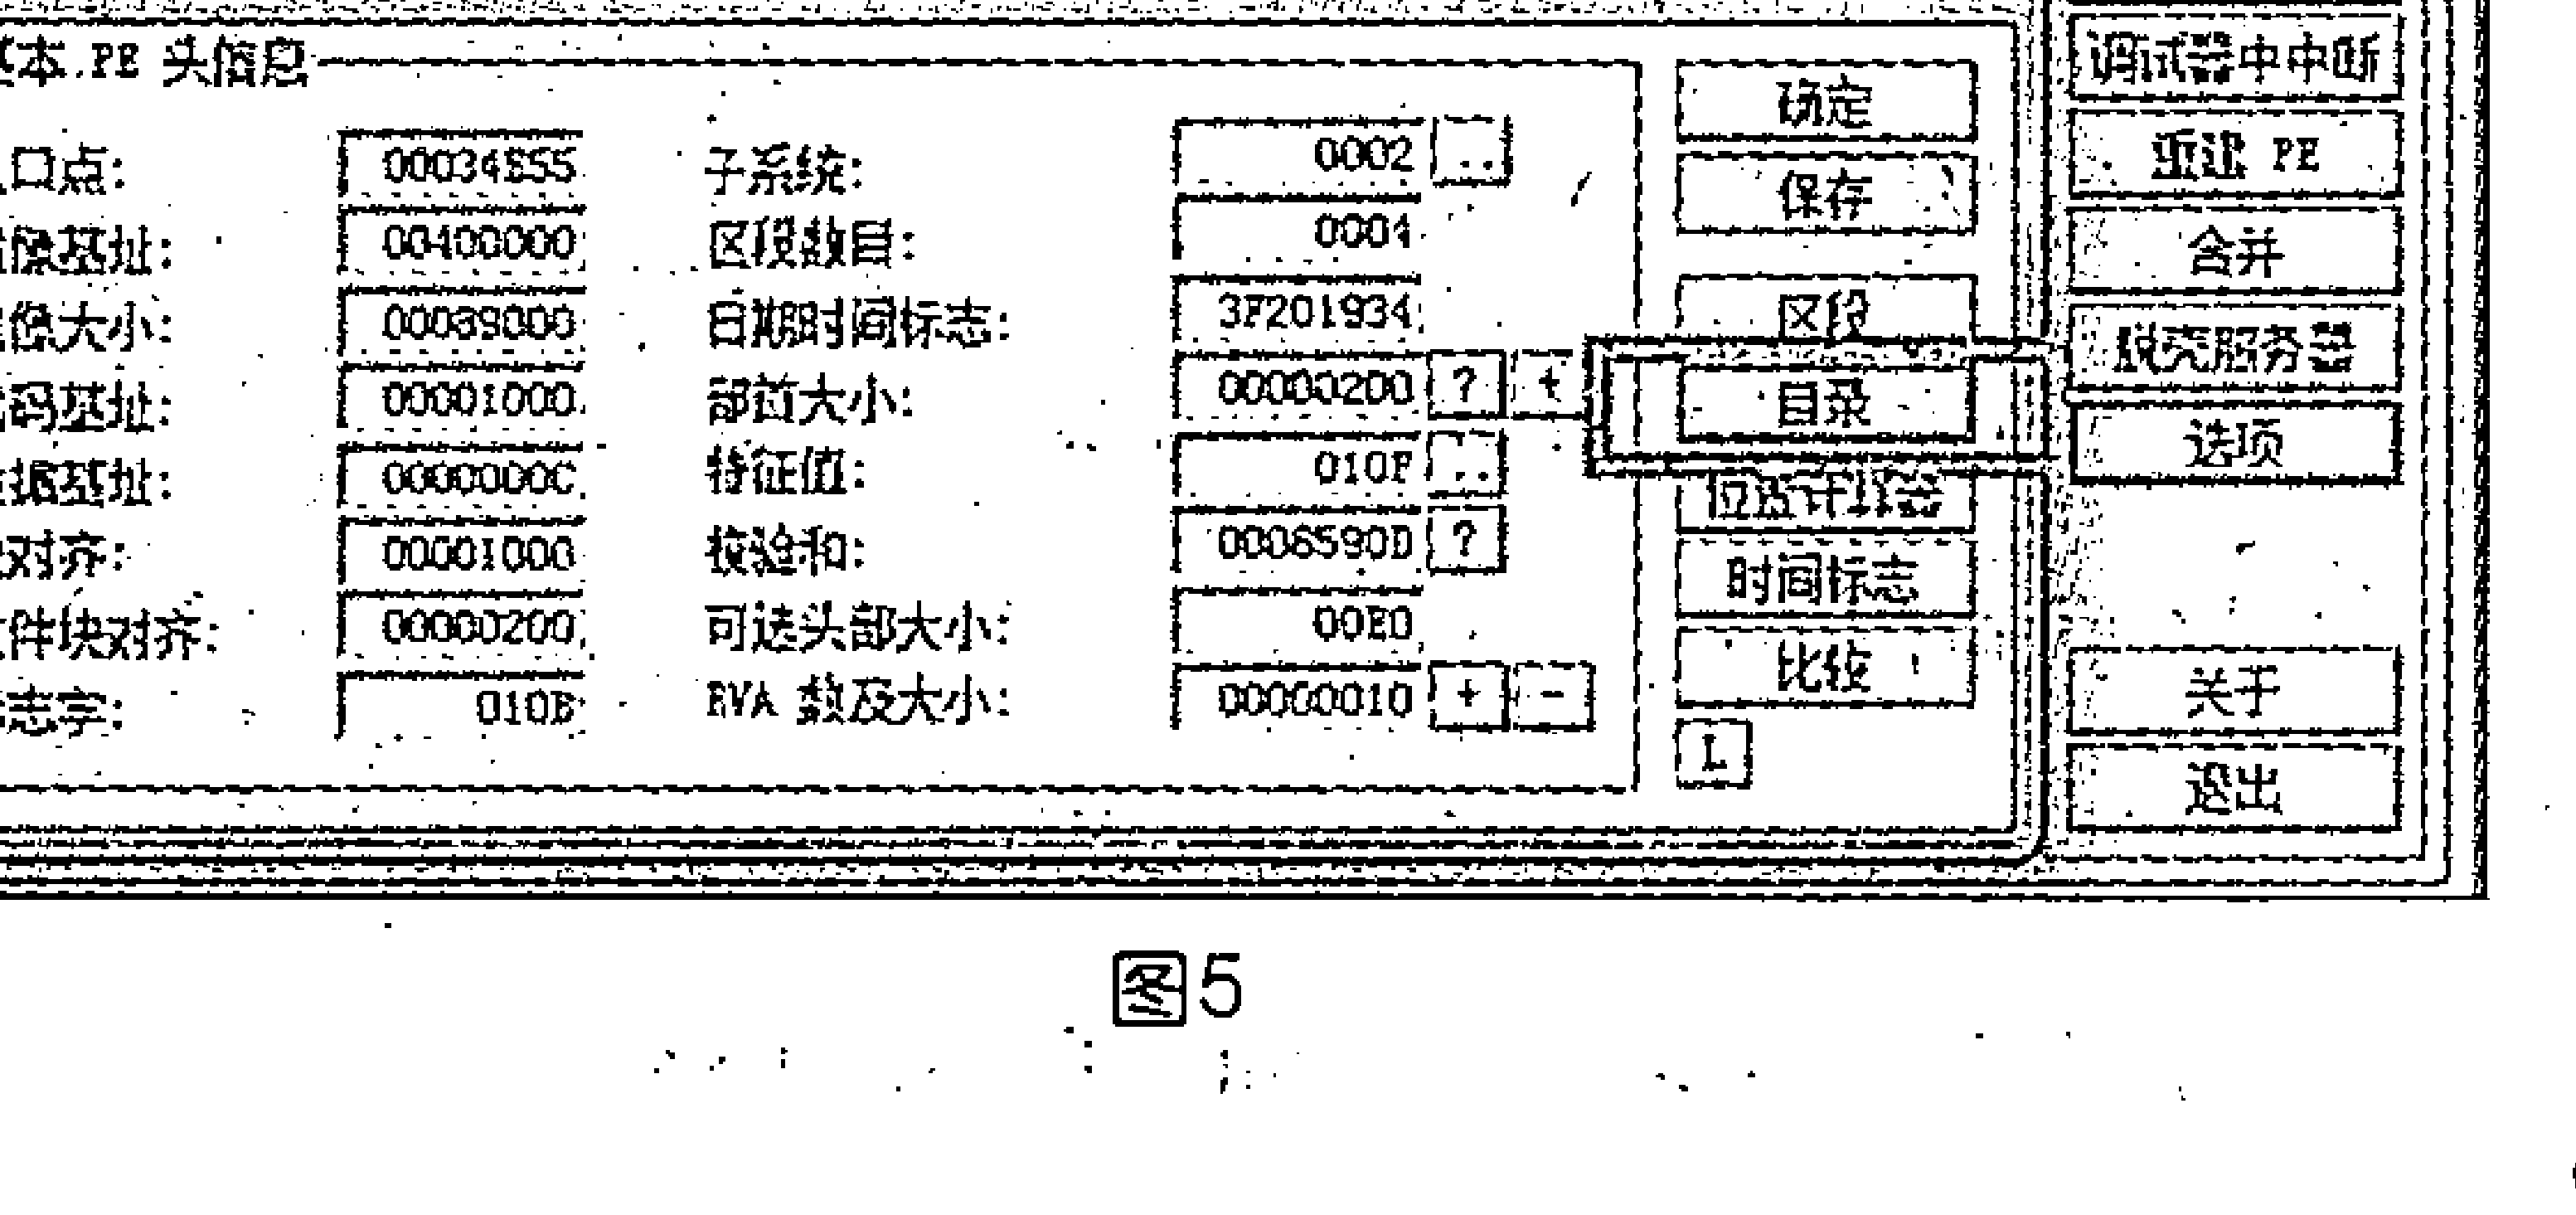 本 PE 头信息
口点: 子系统: 0002 ..
像基址: 00400000 区段数目: 0004
像大小: 日期时间标志: 3F201934
码基址: 00001000 部首大小: 00000200 ? +
据基址: 特征值: 010F ..
对齐: 00001000 校验和: ?
件块对齐: 00000200 可选头部大小: 00E0
志字: 010B RVA 数及大小: 00000010 + -
确定
保存
区段
目录
时间标志
比较
L
调试器中中断
重建 PE
合并
脱壳服务器
选项
关于
退出
图5